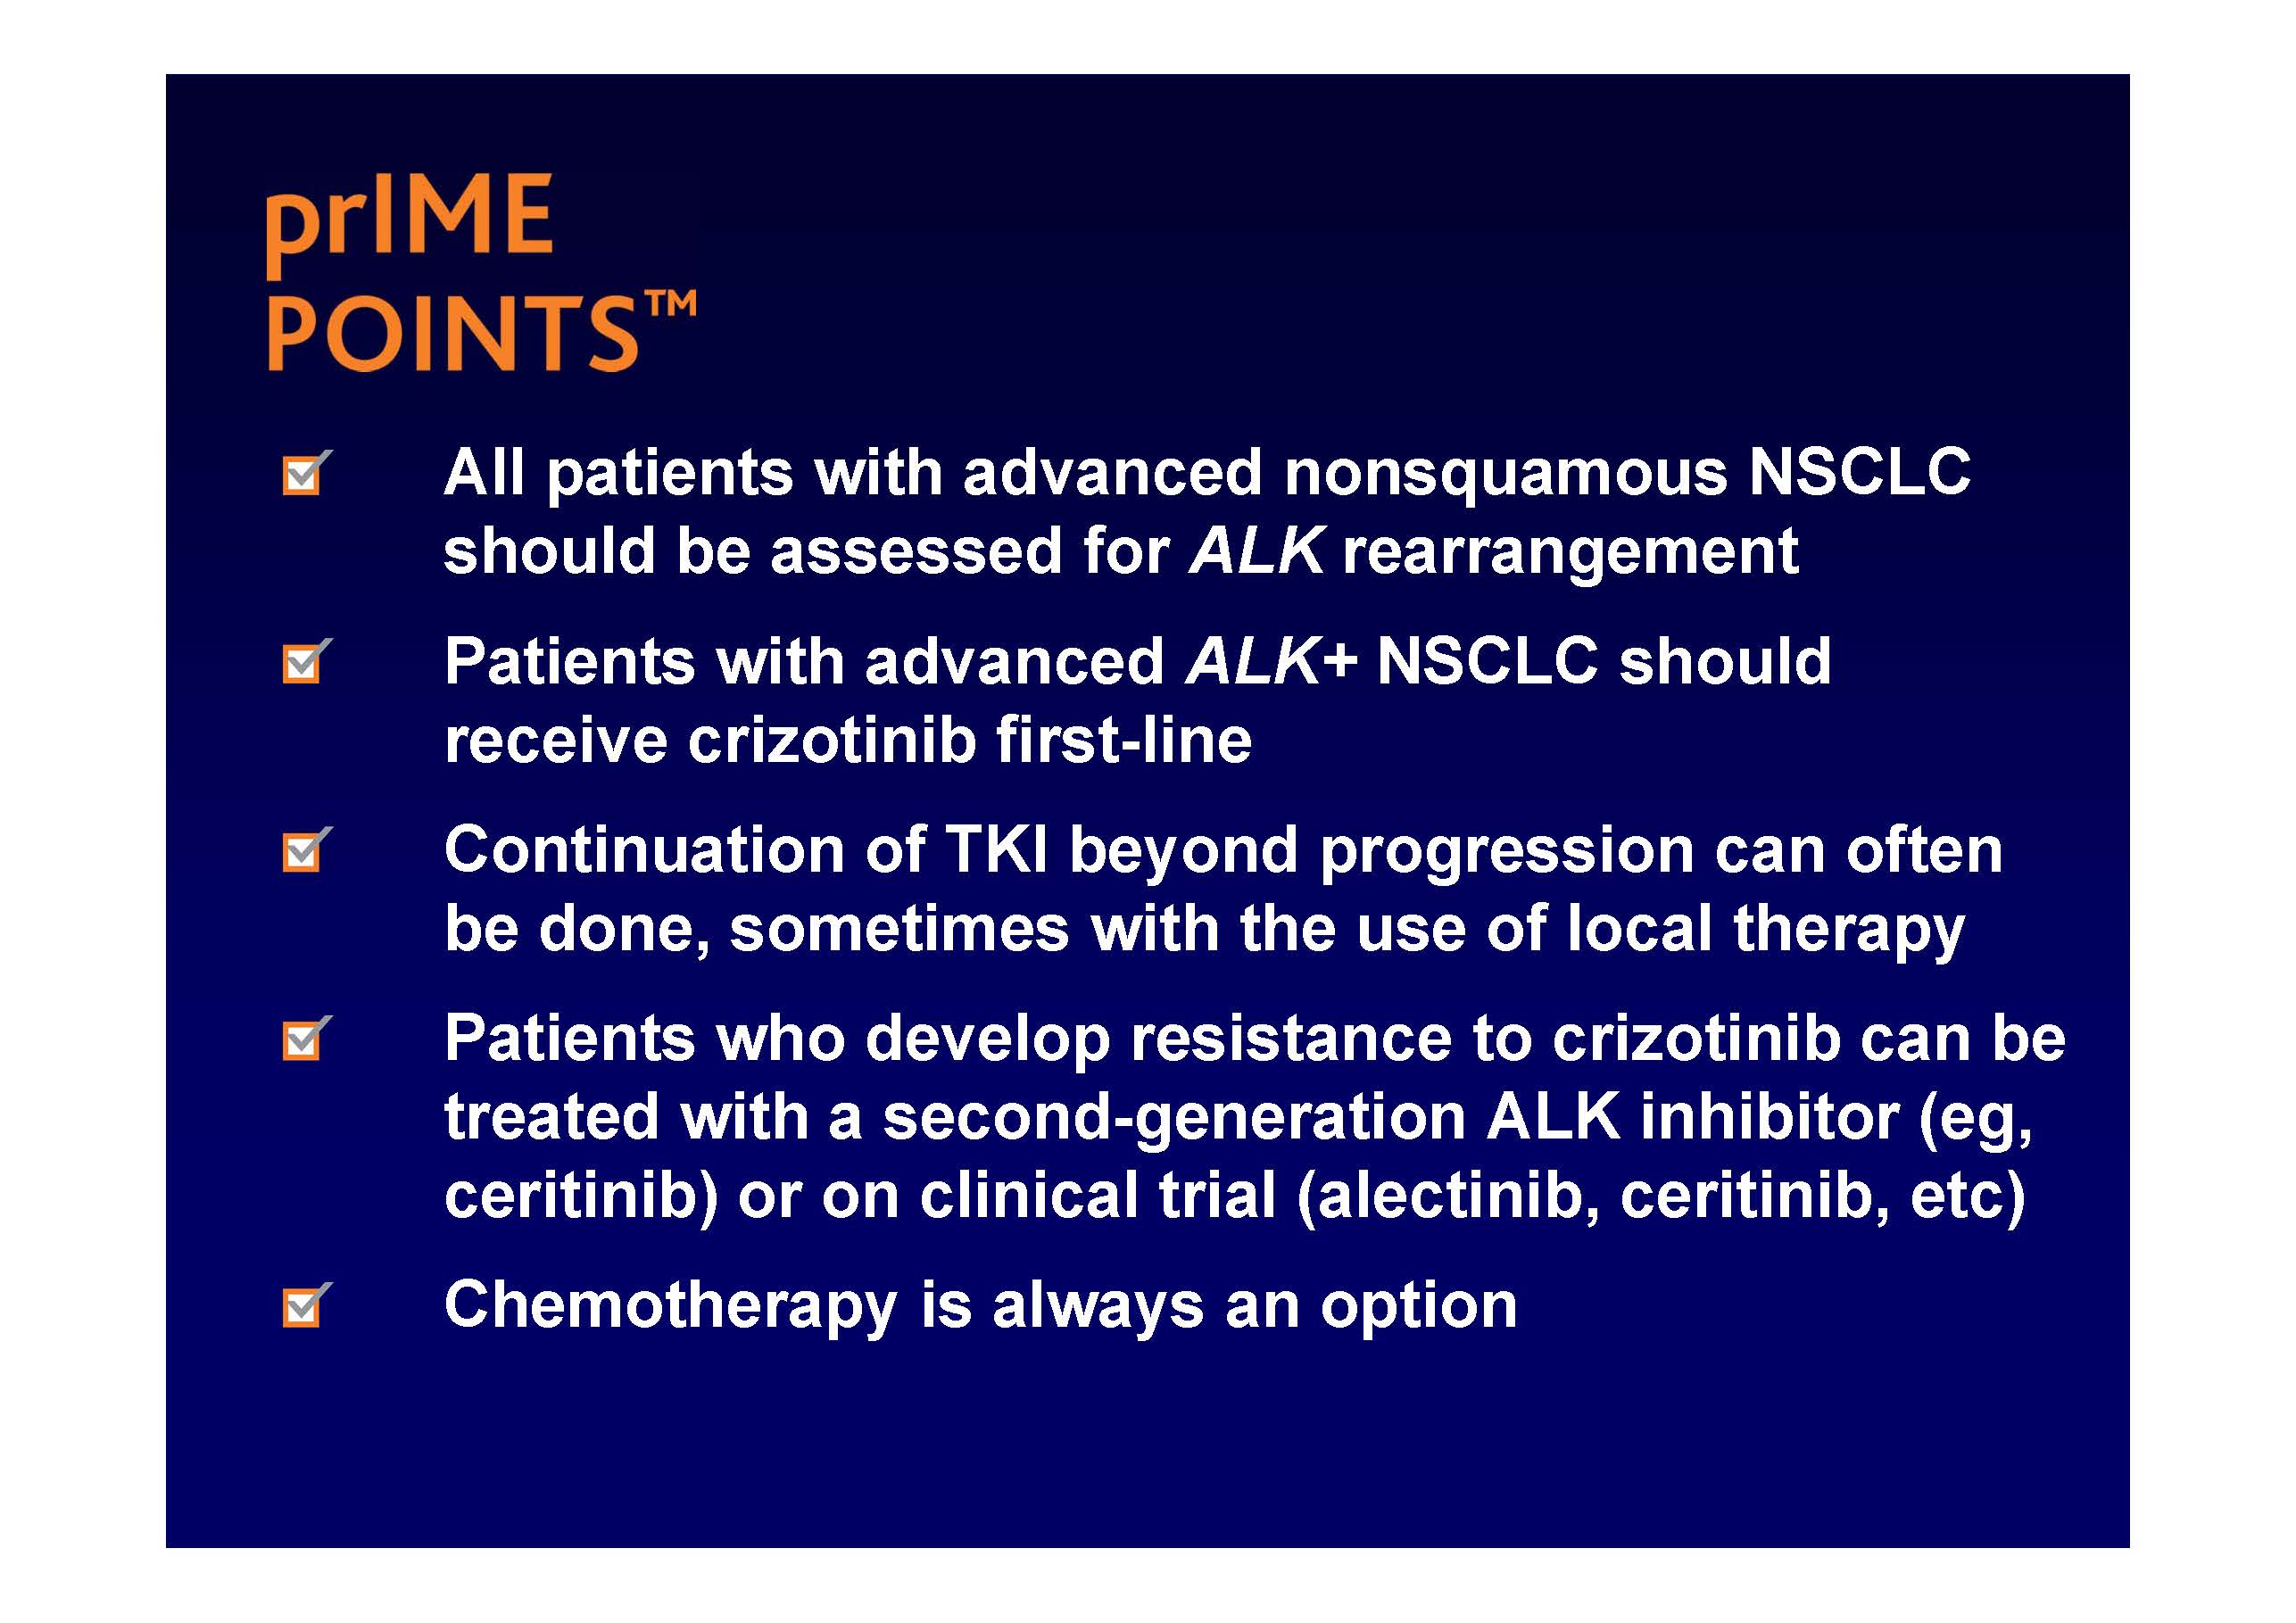 prIME
POINTS™
All patients with advanced nonsquamous NSCLC
should be assessed for ALK rearrangement
Patients with advanced ALK+ NSCLC should
receive crizotinib first-line
Continuation of TKI beyond progression can often
be done, sometimes with the use of local therapy
Patients who develop resistance to crizotinib can be
treated with a second-generation ALK inhibitor (eg,
ceritinib) or on clinical trial (alectinib, ceritinib, etc)
Chemotherapy is always an option